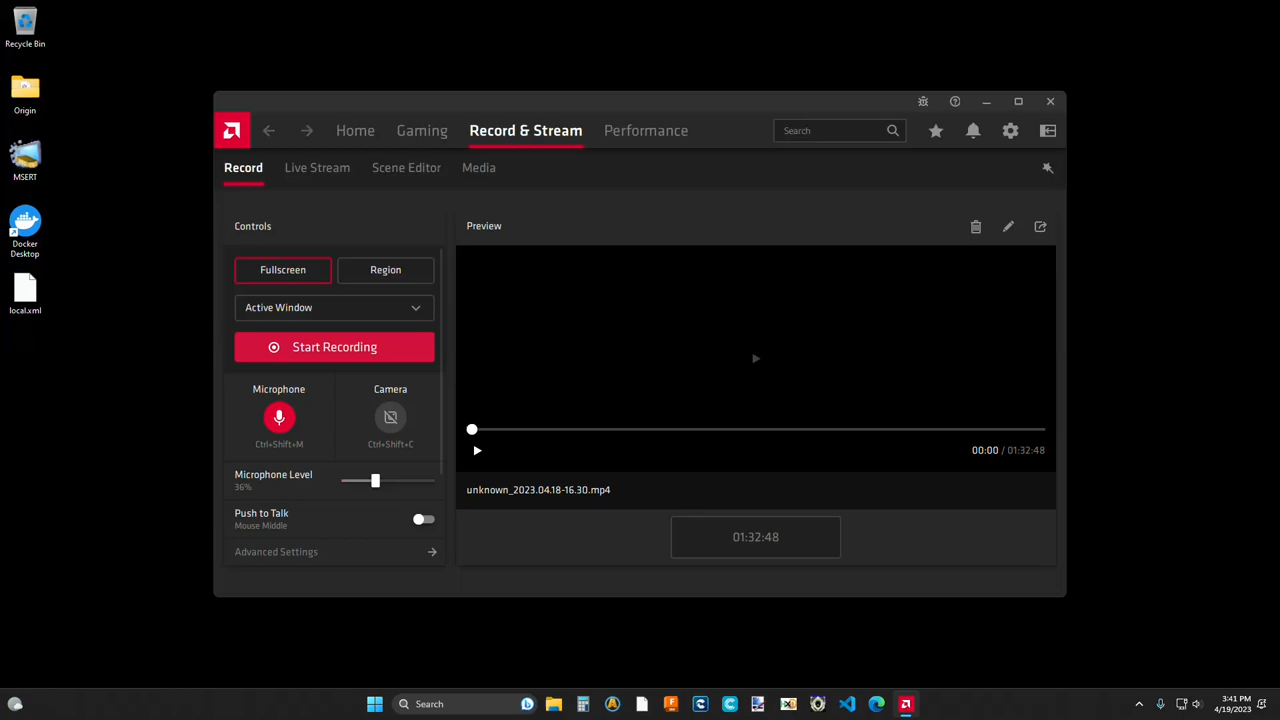 Recycle Bin
Origin
MSERT
Docker
Desktop
local.xml
Home
Gaming
Record & Stream
Performance
Search
Record
Live Stream
Scene Editor
Media
Controls
Fullscreen
Region
Active Window
Start Recording
Microphone
Camera
Ctrl+Shift+M
Ctrl+Shift+C
Microphone Level
36%
Push to Talk
Mouse Middle
Advanced Settings
Preview
00:00 / 01:32:48
unknown_2023.04.18-16.30.mp4
01:32:48
Search
3:41 PM
4/19/2023